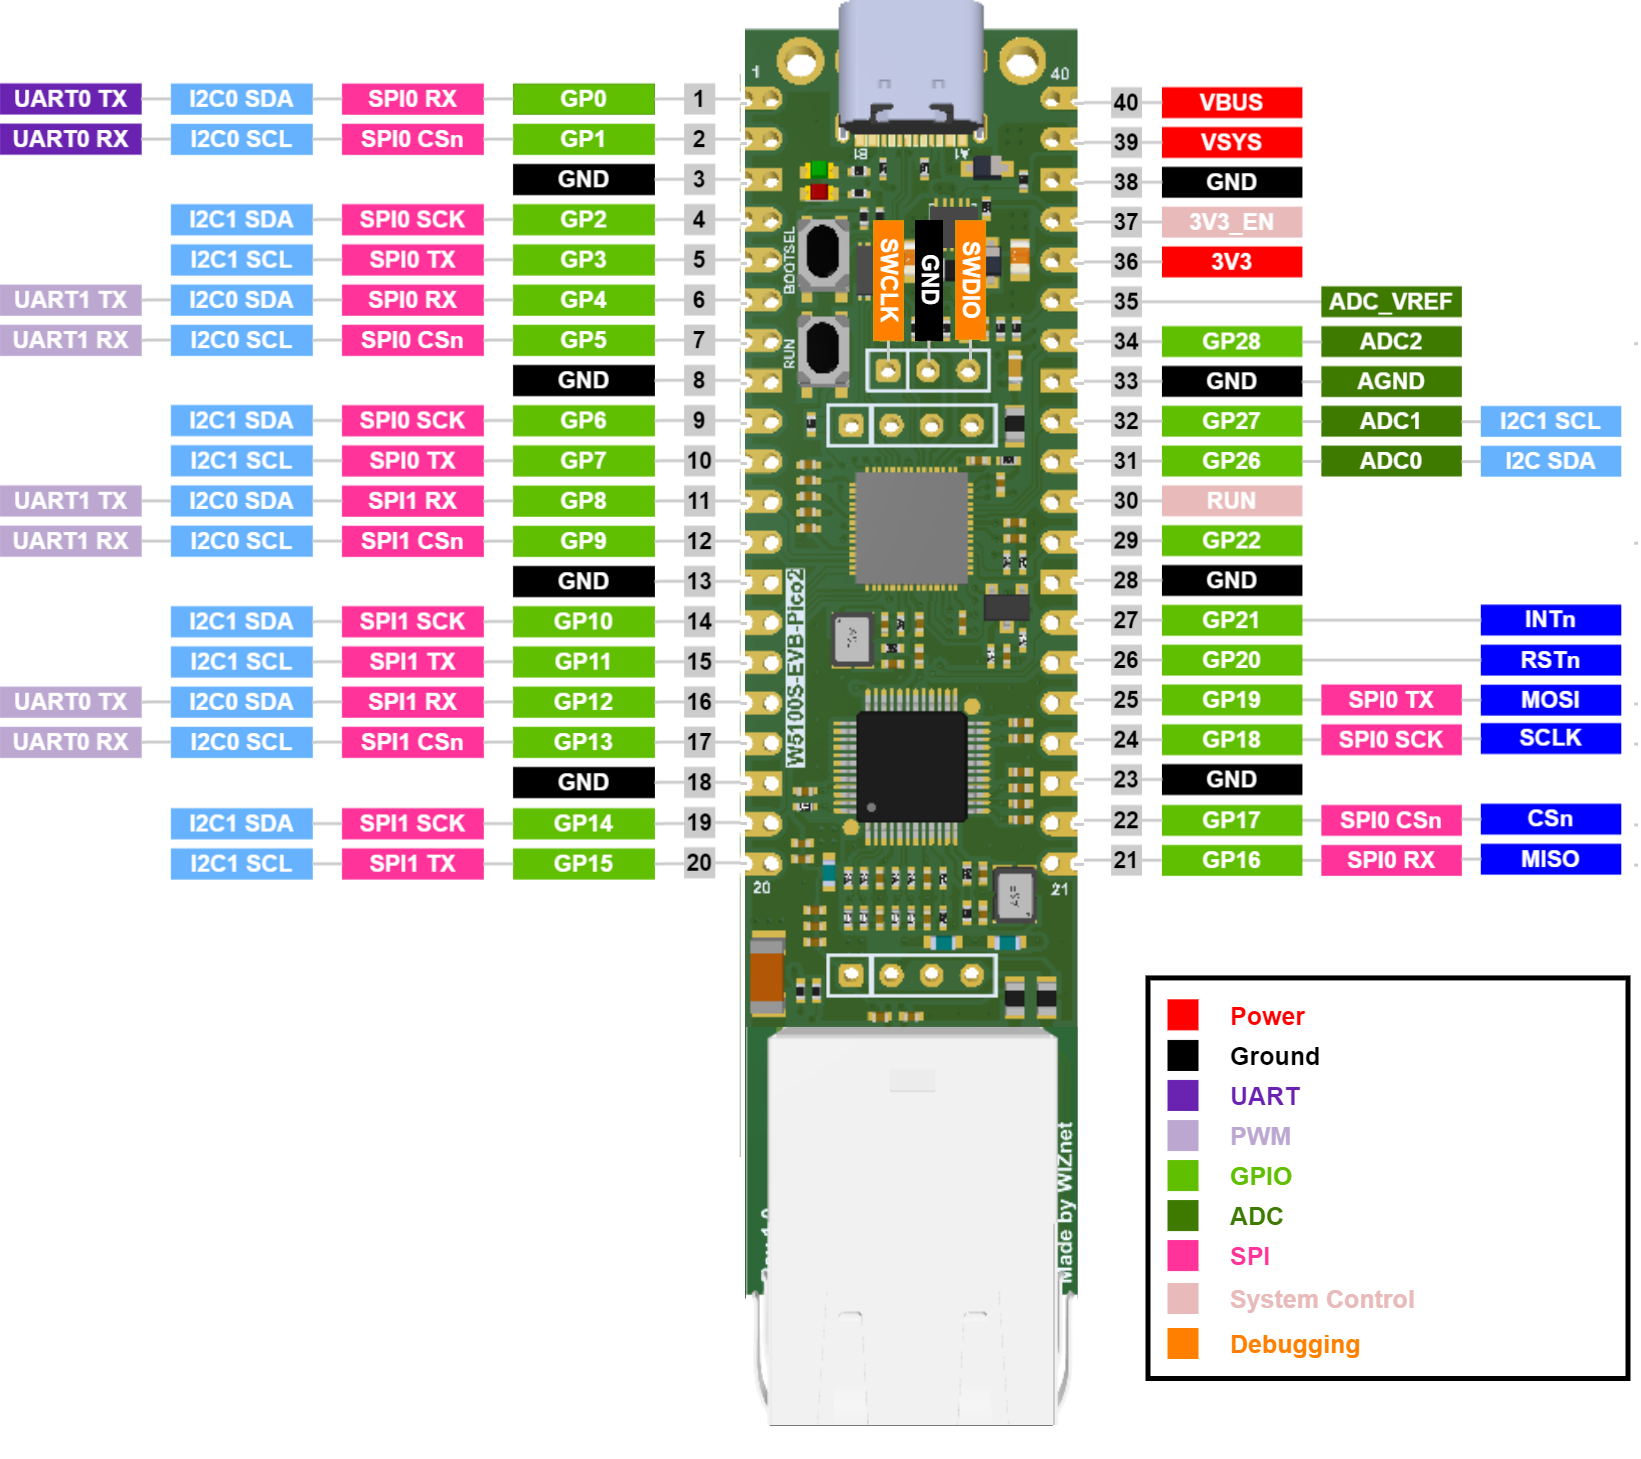 UART0 TX I2C0 SDA SPI0 RX GP0 1
UART0 RX I2C0 SCL SPI0 CSn GP1 2
GND 3
I2C1 SDA SPI0 SCK GP2 4
I2C1 SCL SPI0 TX GP3 5
UART1 TX I2C0 SDA SPI0 RX GP4 6
UART1 RX I2C0 SCL SPI0 CSn GP5 7
GND 8
I2C1 SDA SPI0 SCK GP6 9
I2C1 SCL SPI0 TX GP7 10
UART1 TX I2C0 SDA SPI1 RX GP8 11
UART1 RX I2C0 SCL SPI1 CSn GP9 12
GND 13
I2C1 SDA SPI1 SCK GP10 14
I2C1 SCL SPI1 TX GP11 15
UART0 TX I2C0 SDA SPI1 RX GP12 16
UART0 RX I2C0 SCL SPI1 CSn GP13 17
GND 18
I2C1 SDA SPI1 SCK GP14 19
I2C1 SCL SPI1 TX GP15 20
1
40
B1
A1
BOOTSEL
RUN
SWCLK
GND
SWDIO
W5100S-EVB-Pico2
20
21
Made by WIZnet
40 VBUS
39 VSYS
38 GND
37 3V3_EN
36 3V3
35 ADC_VREF
34 GP28 ADC2
33 GND AGND
32 GP27 ADC1 I2C1 SCL
31 GP26 ADC0 I2C SDA
30 RUN
29 GP22
28 GND
27 GP21 INTn
26 GP20 RSTn
25 GP19 SPI0 TX MOSI
24 GP18 SPI0 SCK SCLK
23 GND
22 GP17 SPI0 CSn CSn
21 GP16 SPI0 RX MISO
Power
Ground
UART
PWM
GPIO
ADC
SPI
System Control
Debugging